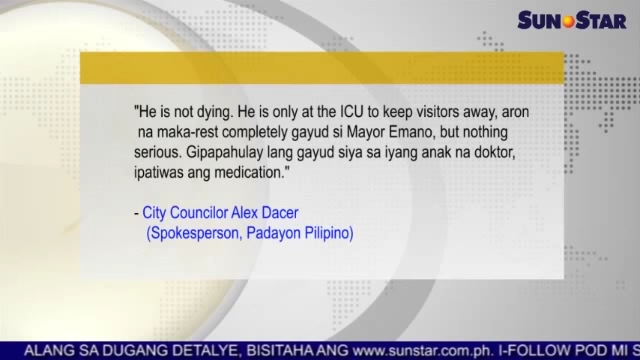 SUN STAR
"He is not dying. He is only at the ICU to keep visitors away, aron
na maka-rest completely gayud si Mayor Emano, but nothing
serious. Gipapahulay lang gayud siya sa iyang anak na doktor,
ipatiwas ang medication."
- City Councilor Alex Dacer
(Spokesperson, Padayon Pilipino)
ALANG SA DUGANG DETALYE, BISITAHA ANG www.sunstar.com.ph. I-FOLLOW POD MI S